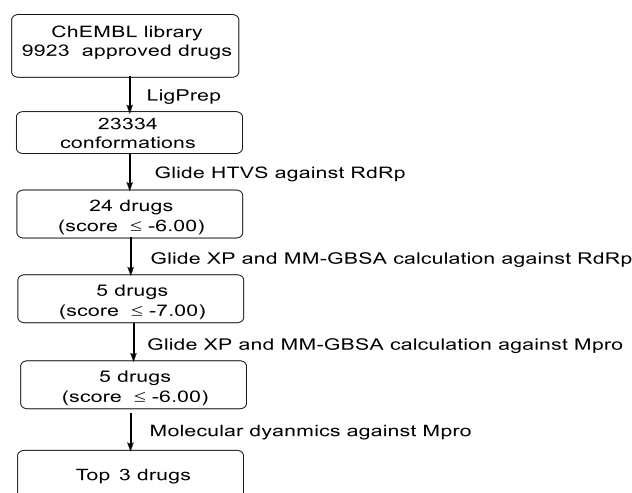 ChEMBL library
9923 approved drugs
LigPrep
23334
conformations
Glide HTVS against RdRp
24 drugs
(score ≤ -6.00)
Glide XP and MM-GBSA calculation against RdRp
5 drugs
(score ≤ -7.00)
Glide XP and MM-GBSA calculation against Mpro
5 drugs
(score ≤ -6.00)
Molecular dyanmics against Mpro
Top 3 drugs